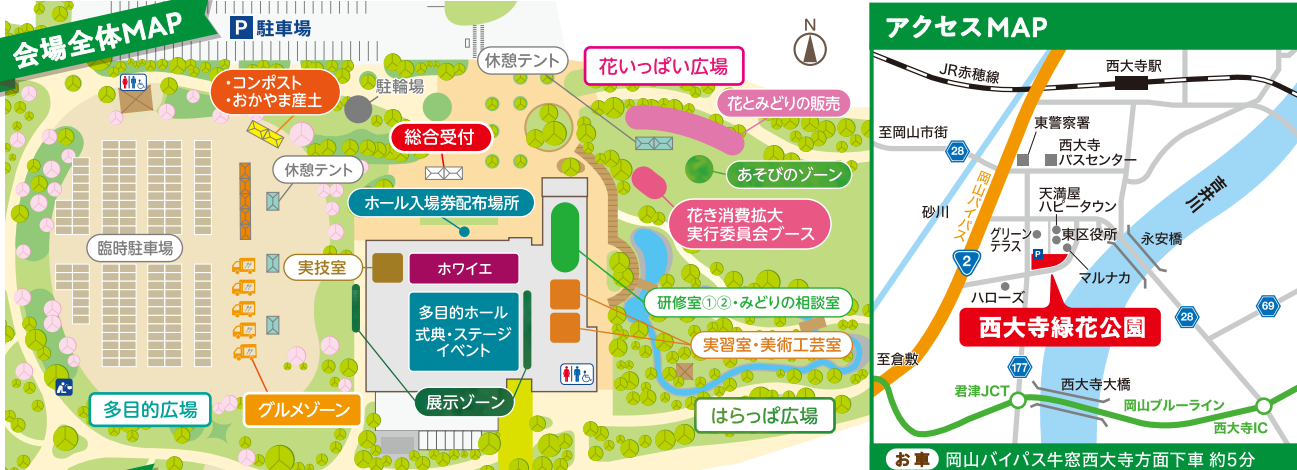 会場全体MAP
P 駐車場
N
休憩テント
花いっぱい広場
・コンポスト
・おかやま産土
駐輪場
花とみどりの販売
総合受付
休憩テント
あそびのゾーン
ホール入場券配布場所
花き消費拡大
実行委員会ブース
臨時駐車場
実技室
ホワイエ
研修室①②・みどりの相談室
多目的ホール
式典・ステージ
イベント
実習室・美術工芸室
多目的広場
グルメゾーン
展示ゾーン
はらっぱ広場
アクセスMAP
JR赤穂線
西大寺駅
至岡山市街
28
東警察署
西大寺
バスセンター
岡山バイパス
吉井川
砂川
天満屋
ハピータウン
グリーン
テラス
東区役所
永安橋
2
P
マルナカ
ハローズ
西大寺緑花公園
28
69
至倉敷
177
君津JCT
西大寺大橋
岡山ブルーライン
西大寺IC
お車 岡山バイパス牛窓西大寺方面下車 約5分